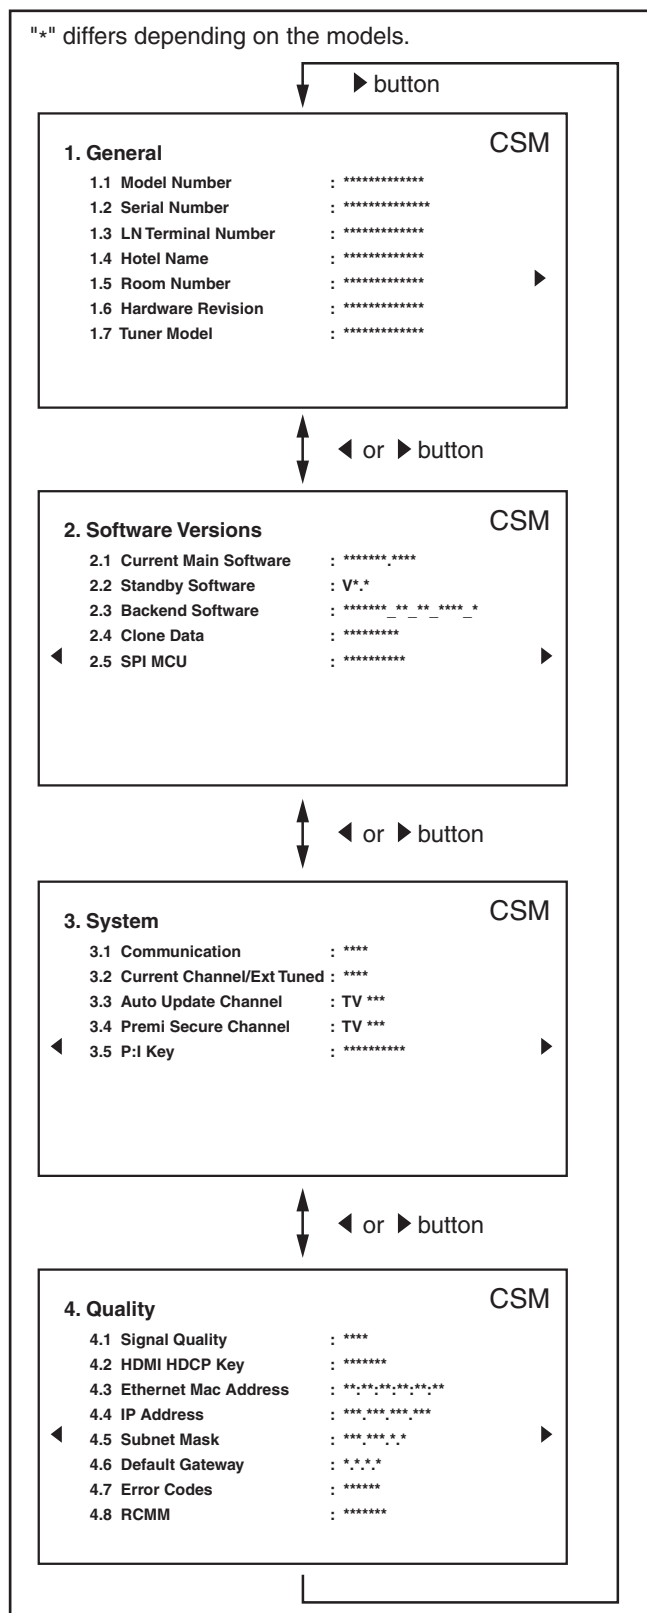 "*" differs depending on the models.
▶ button
CSM
1. General
1.1 Model Number : *************
1.2 Serial Number : **************
1.3 LN Terminal Number : *************
1.4 Hotel Name : *************
1.5 Room Number : *************
1.6 Hardware Revision : *************
1.7 Tuner Model : *************
◀ or ▶ button
CSM
2. Software Versions
2.1 Current Main Software : *******.****
2.2 Standby Software : V*.*
2.3 Backend Software : *******_**_**_****_*
2.4 Clone Data : *********
2.5 SPI MCU : **********
◀ or ▶ button
CSM
3. System
3.1 Communication : ****
3.2 Current Channel/Ext Tuned : ****
3.3 Auto Update Channel : TV ***
3.4 Premi Secure Channel : TV ***
3.5 P:I Key : **********
◀ or ▶ button
CSM
4. Quality
4.1 Signal Quality : ****
4.2 HDMI HDCP Key : *******
4.3 Ethernet Mac Address : **:**:**:**:**:**
4.4 IP Address : ***.***.***.***
4.5 Subnet Mask : ***.***.*.*
4.6 Default Gateway : *.*.*.*
4.7 Error Codes : ******
4.8 RCMM : *******